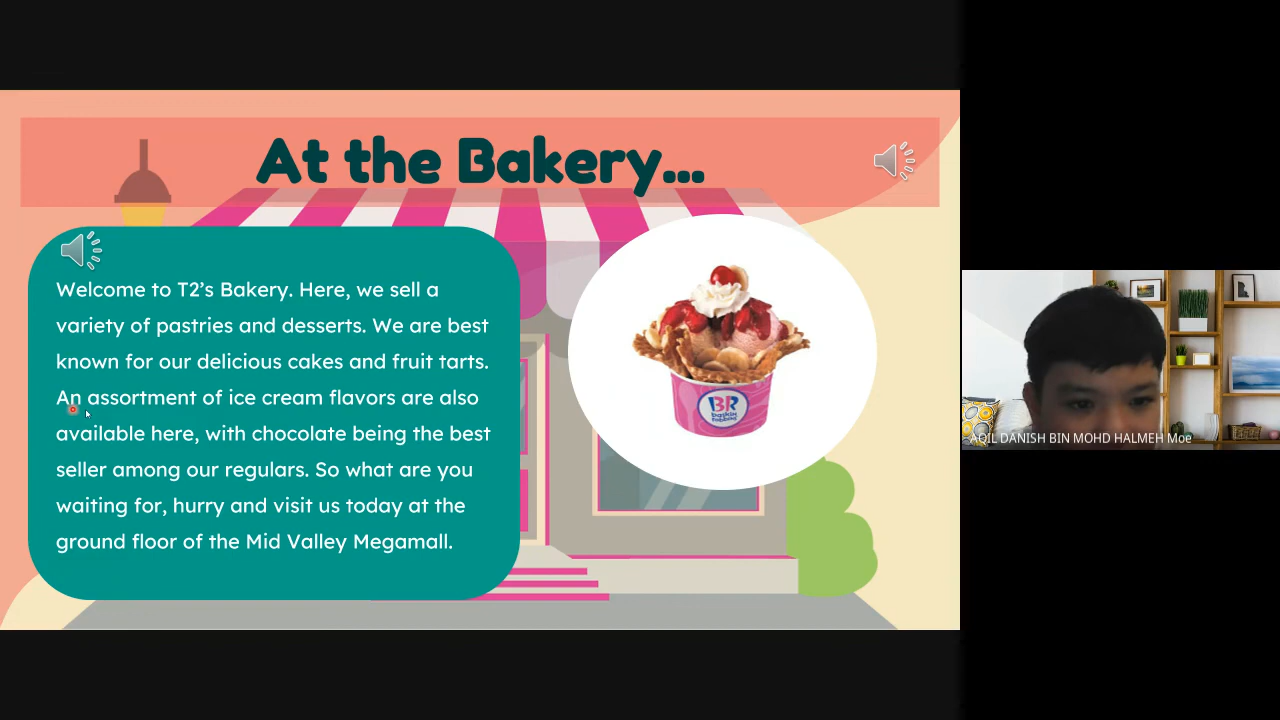 At the Bakery...
Welcome to T2’s Bakery. Here, we sell a
variety of pastries and desserts. We are best
known for our delicious cakes and fruit tarts.
An assortment of ice cream flavors are also
available here, with chocolate being the best
seller among our regulars. So what are you
waiting for, hurry and visit us today at the
ground floor of the Mid Valley Megamall.
BR
baskin
robbins
AQIL DANISH BIN MOHD HALMEH Moe